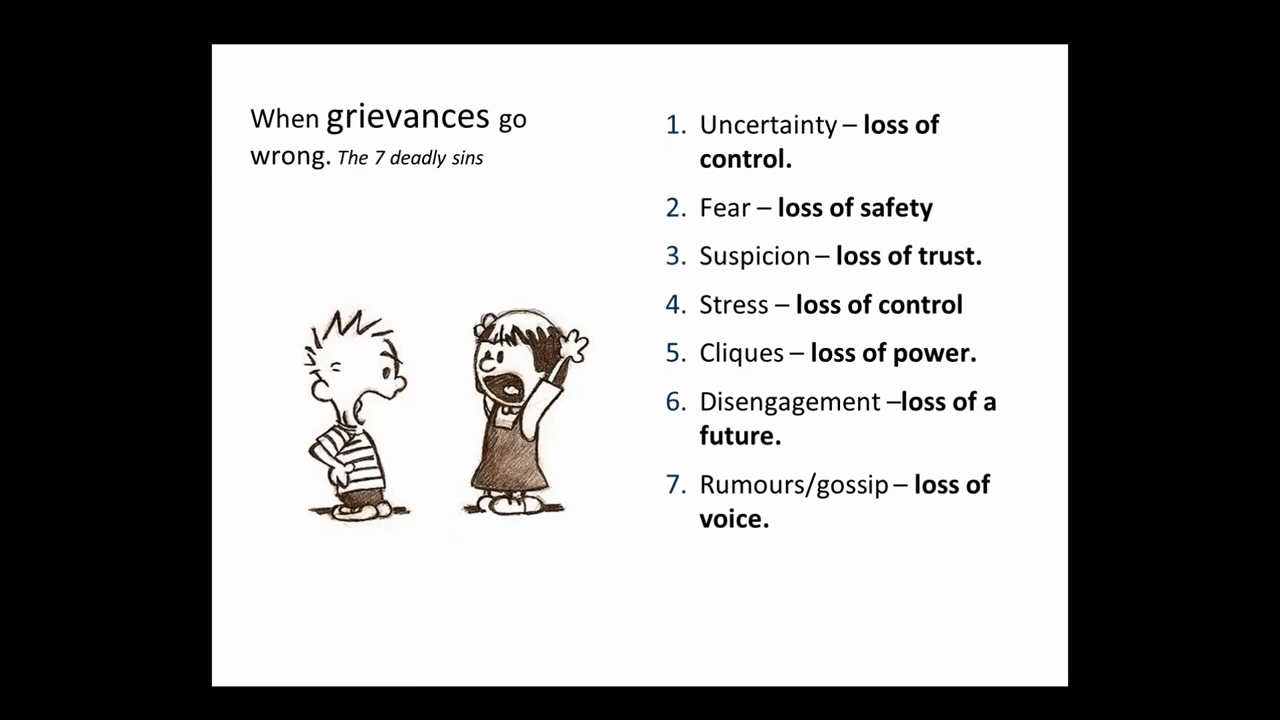 When grievances go
wrong. The 7 deadly sins
1. Uncertainty – loss of
control.
2. Fear – loss of safety
3. Suspicion – loss of trust.
4. Stress – loss of control
5. Cliques – loss of power.
6. Disengagement –loss of a
future.
7. Rumours/gossip – loss of
voice.